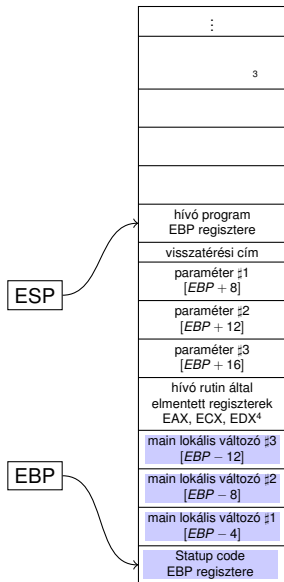 ⋮
3
hívó program
EBP regisztere
visszatérési cím
ESP
paraméter ♯1
[EBP + 8]
paraméter ♯2
[EBP + 12]
paraméter ♯3
[EBP + 16]
hívó rutin által
elmentett regiszterek
EAX, ECX, EDX⁴
main lokális változó ♯3
[EBP − 12]
EBP
main lokális változó ♯2
[EBP − 8]
main lokális változó ♯1
[EBP − 4]
Statup code
EBP regisztere